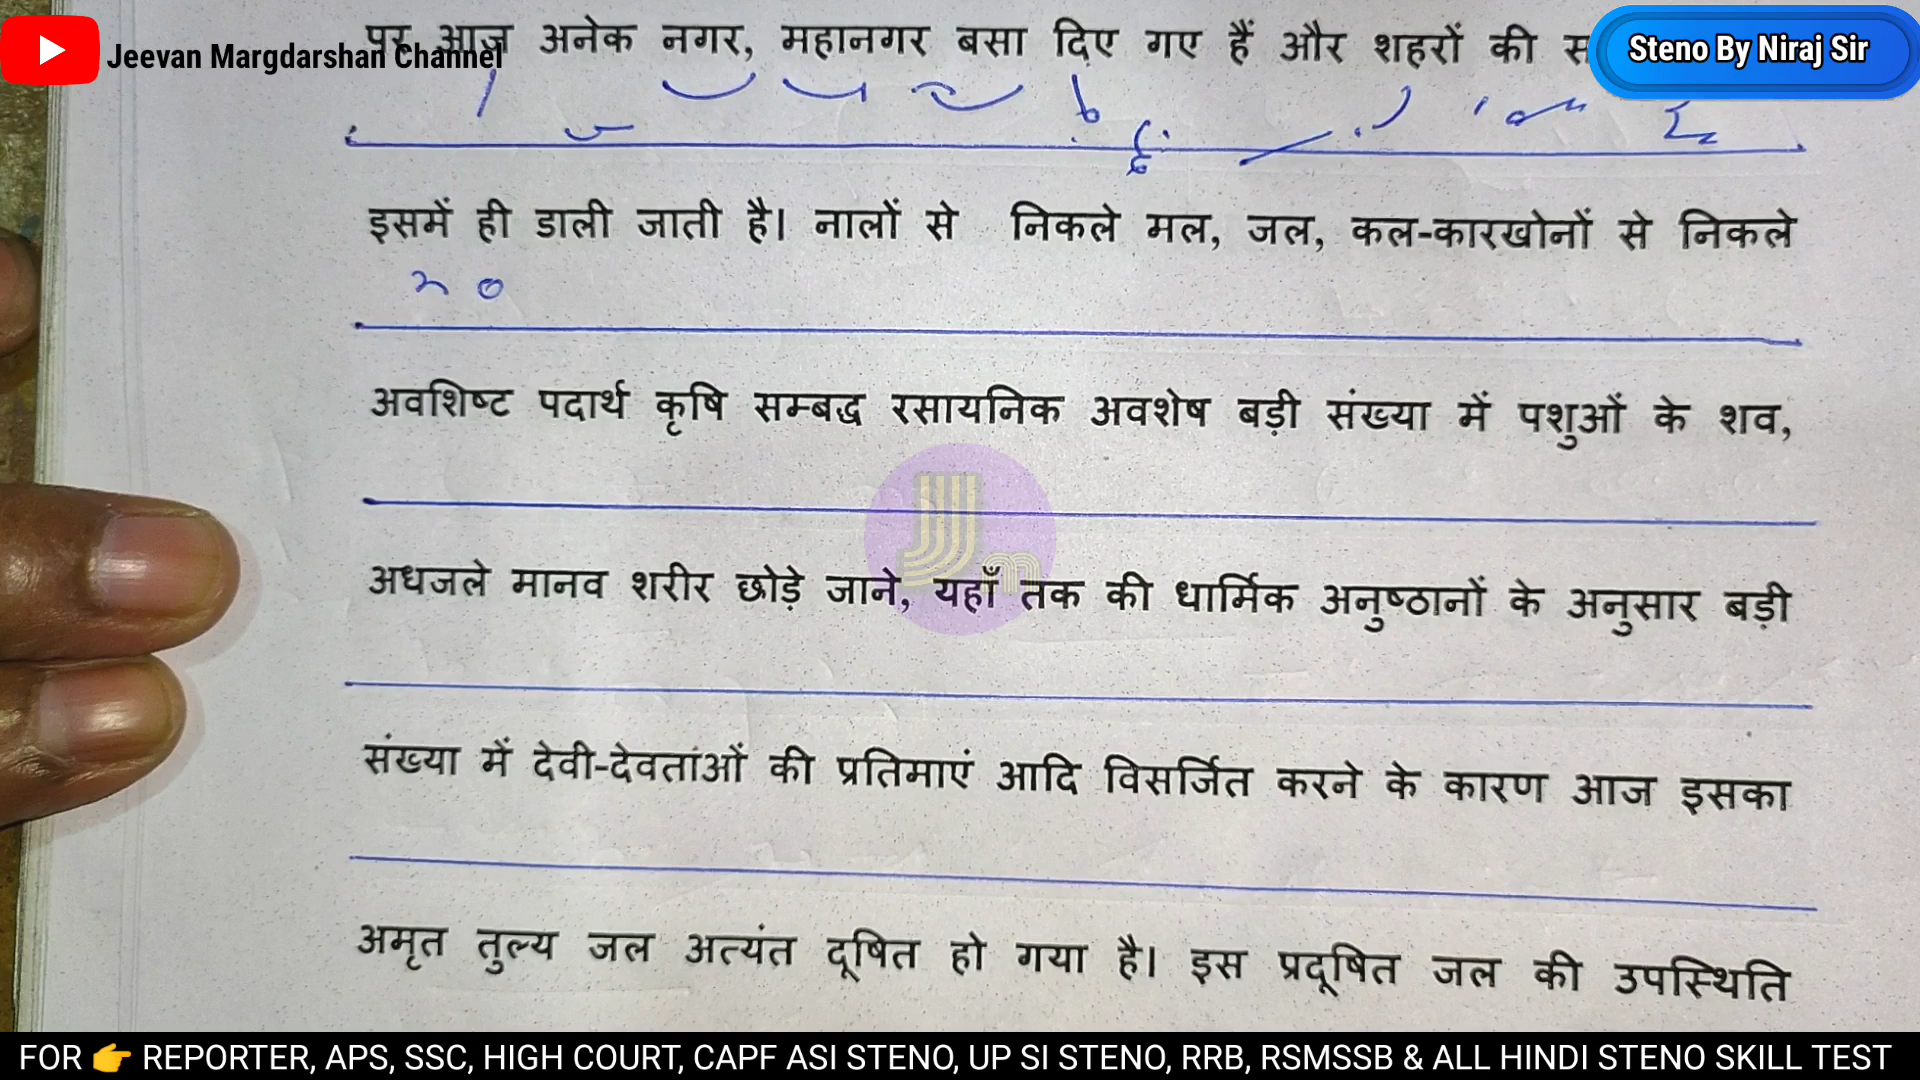 पर आज अनेक नगर, महानगर बसा दिए गए हैं और शहरों की
Jeevan Margdarshan Channel
Steno By Niraj Sir
इसमें ही डाली जाती है। नालों से निकले मल, जल, कल-कारखोनों से निकले
अवशिष्ट पदार्थ कृषि सम्बद्ध रसायनिक अवशेष बड़ी संख्या में पशुओं के शव,
अधजले मानव शरीर छोड़े जाने, यहाँ तक की धार्मिक अनुष्ठानों के अनुसार बड़ी
संख्या में देवी-देवतांओं की प्रतिमाएं आदि विसर्जित करने के कारण आज इसका
अमृत तुल्य जल अत्यंत दूषित हो गया है। इस प्रदूषित जल की उपस्थिति
FOR 👉 REPORTER, APS, SSC, HIGH COURT, CAPF ASI STENO, UP SI STENO, RRB, RSMSSB & ALL HINDI STENO SKILL TEST